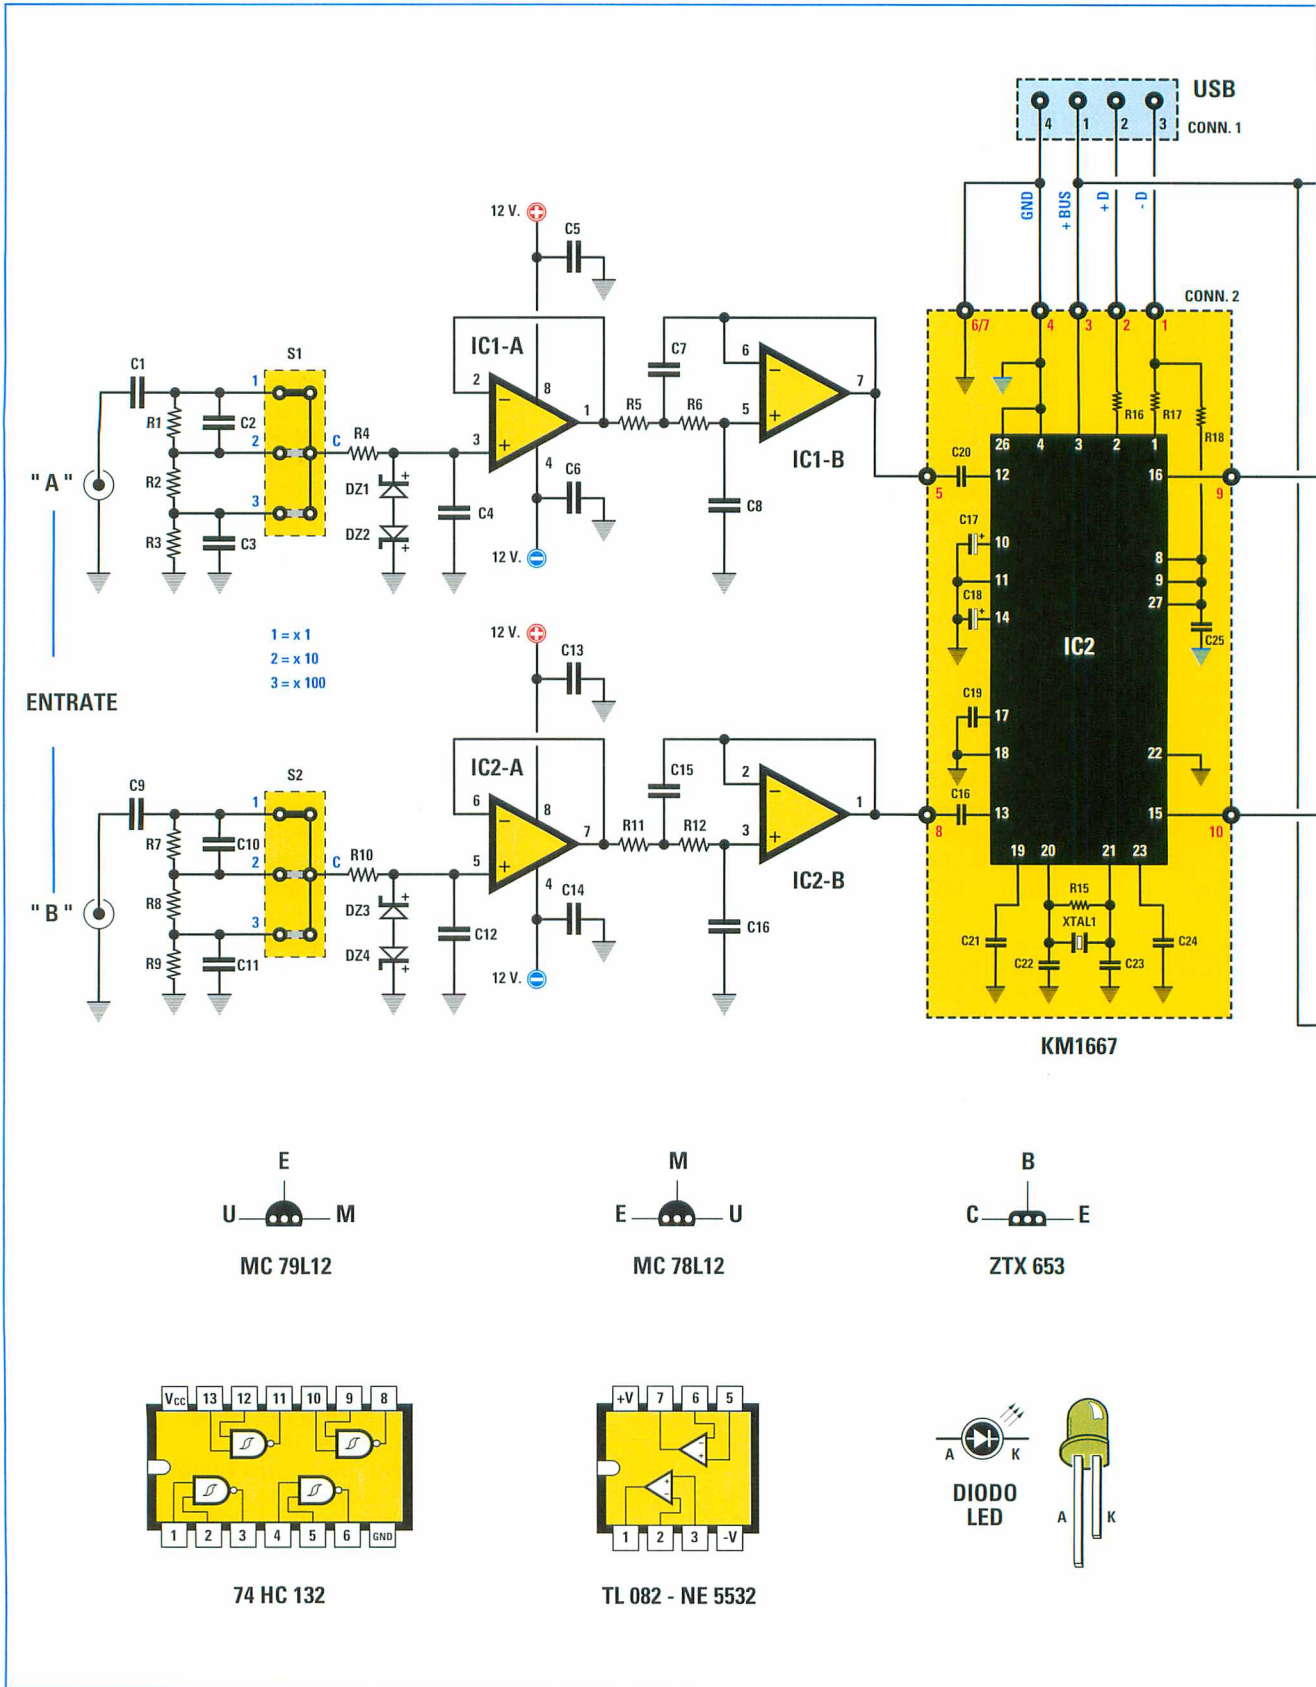 USB
4 1 2 3
CONN. 1
GND
+ BUS
+ D
- D
12 V.
C5
CONN. 2
6/7 4 3 2 1
S1
C1
1
R1
C2
2
C
R4
"A"
R2
DZ1
3
R3
C3
DZ2
C4
IC1-A
2
8
1
3
4
C6
12 V.
C7
R5
R6
6
7
5
IC1-B
C8
R16
R17
R18
26 4 3 2 1
C20
5
12
16
9
C17
+
10
8
11
9
C18
+
14
27
C25
IC2
C19
17
18
22
C16
8
13
15
10
19 20 21 23
R15
XTAL1
C21
C22
C23
C24
KM1667
1 = x 1
2 = x 10
3 = x 100
ENTRATE
12 V.
C13
S2
C9
1
R7
C10
2
C
R10
"B"
R8
DZ3
3
R9
C11
DZ4
C12
IC2-A
6
8
7
5
4
C14
12 V.
C15
R11
R12
2
1
3
IC2-B
C16
E
U M
MC 79L12
M
E U
MC 78L12
B
C E
ZTX 653
Vcc 13 12 11 10 9 8
1 2 3 4 5 6 GND
74 HC 132
+V 7 6 5
1 2 3 -V
TL 082 - NE 5532
A K
DIODO
LED
A K